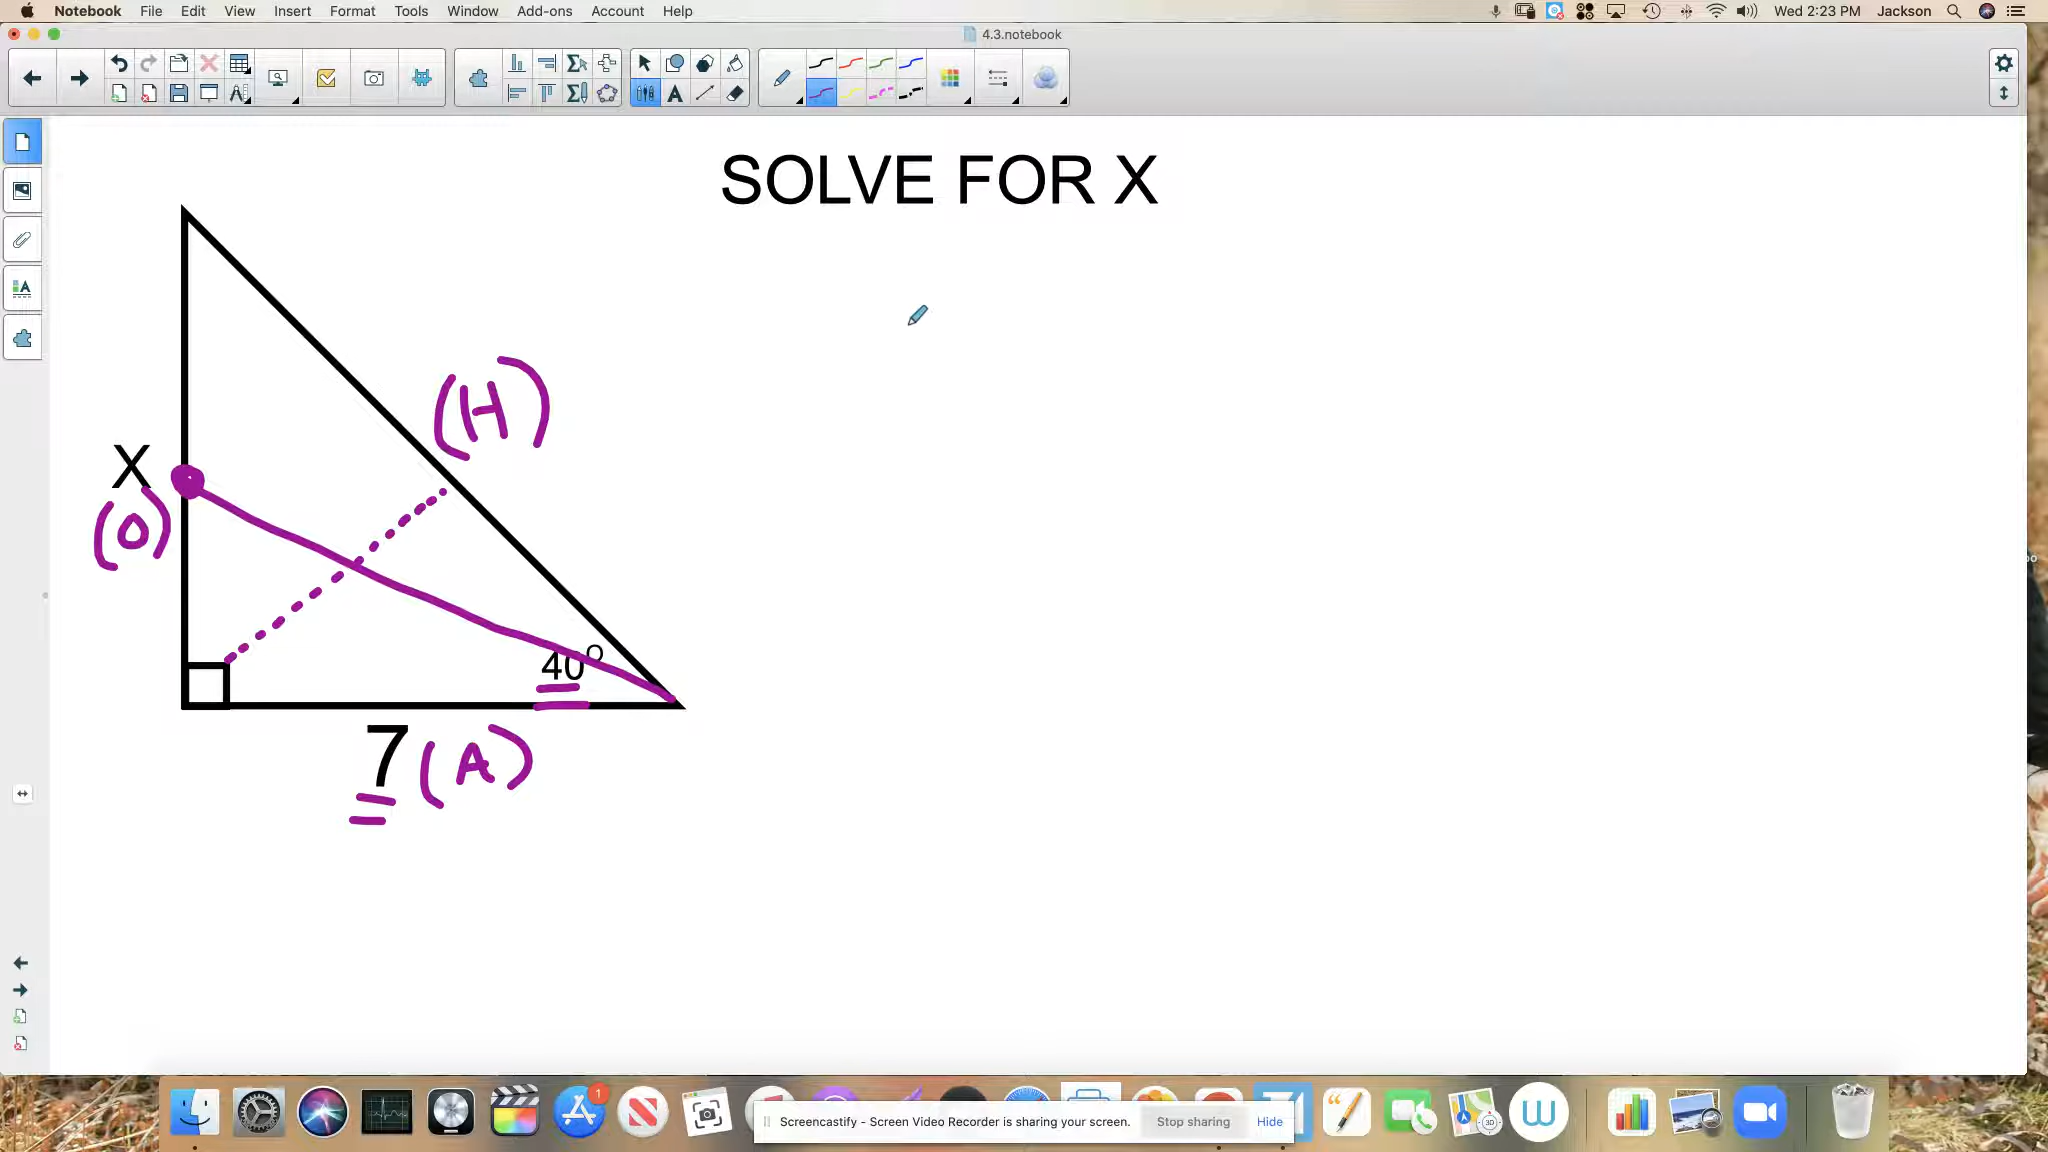 Notebook File Edit View Insert Format Tools Window Add-ons Account Help Wed 2:23 PM Jackson
4.3.notebook
SOLVE FOR X
(H)
X
(O)
40°
7 (A)
1
Screencastify - Screen Video Recorder is sharing your screen. Stop sharing Hide